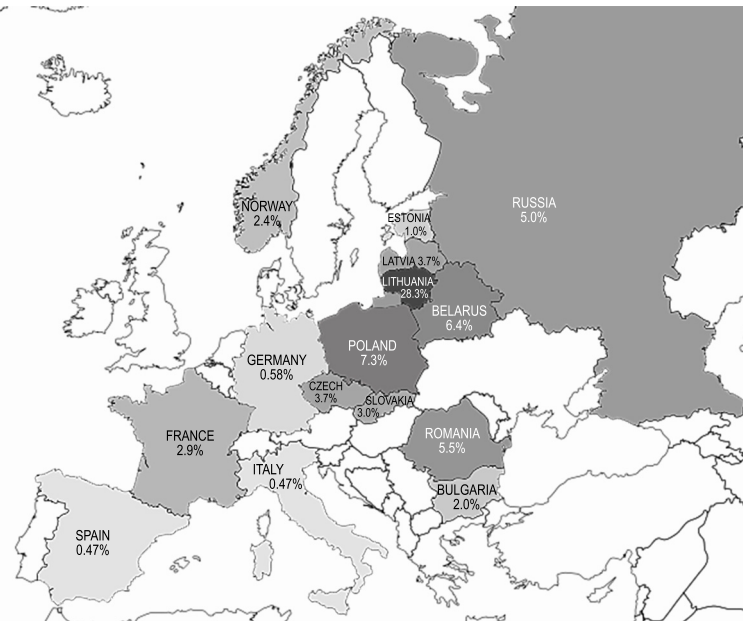 NORWAY
2.4%
RUSSIA
5.0%
ESTONIA
1.0%
LATVIA 3.7%
LITHUANIA
28.3%
BELARUS
6.4%
POLAND
7.3%
GERMANY
0.58%
CZECH
3.7%
SLOVAKIA
3.0%
FRANCE
2.9%
ROMANIA
5.5%
ITALY
0.47%
BULGARIA
2.0%
SPAIN
0.47%